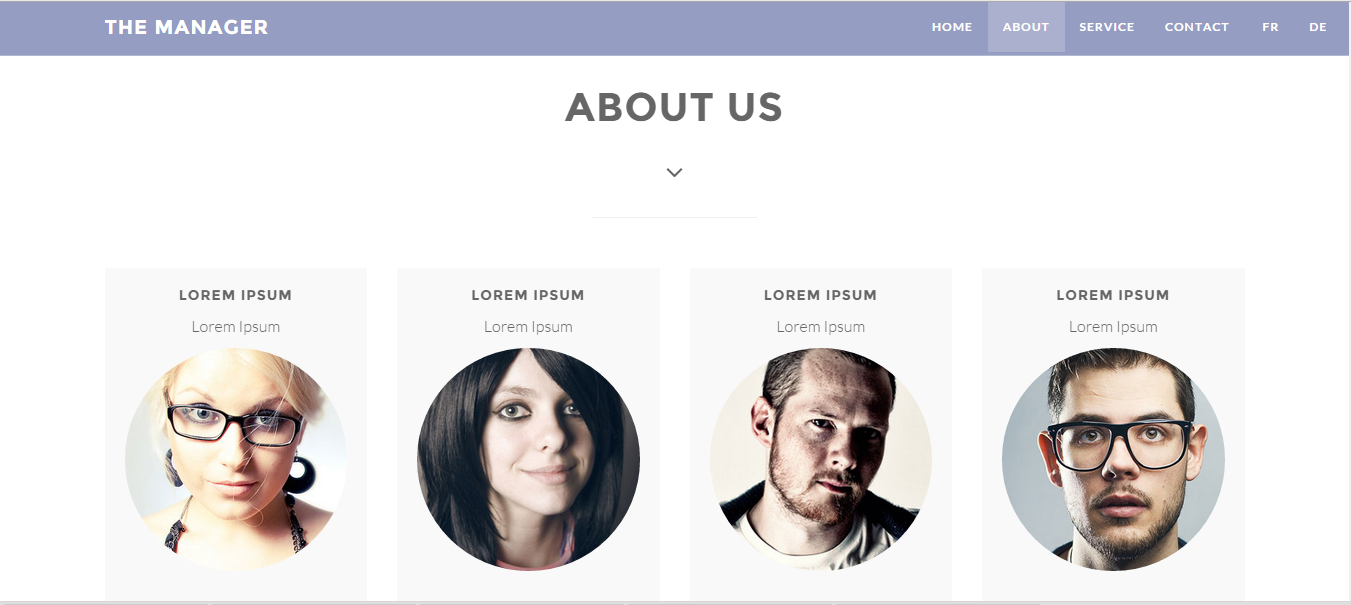 THE MANAGER HOME ABOUT SERVICE CONTACT FR DE
ABOUT US
LOREM IPSUM LOREM IPSUM LOREM IPSUM LOREM IPSUM
Lorem Ipsum Lorem Ipsum Lorem Ipsum Lorem Ipsum